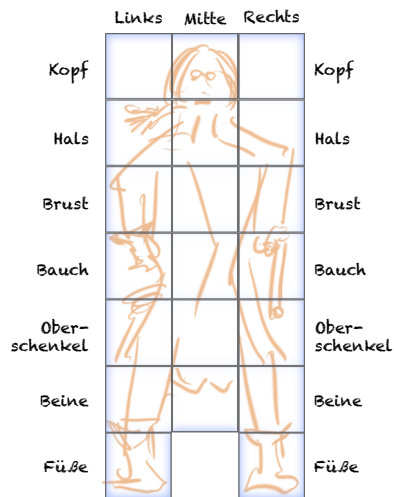 Links Mitte Rechts
Kopf Kopf
Hals Hals
Brust Brust
Bauch Bauch
Ober- Ober-
schenkel schenkel
Beine Beine
Füße Füße